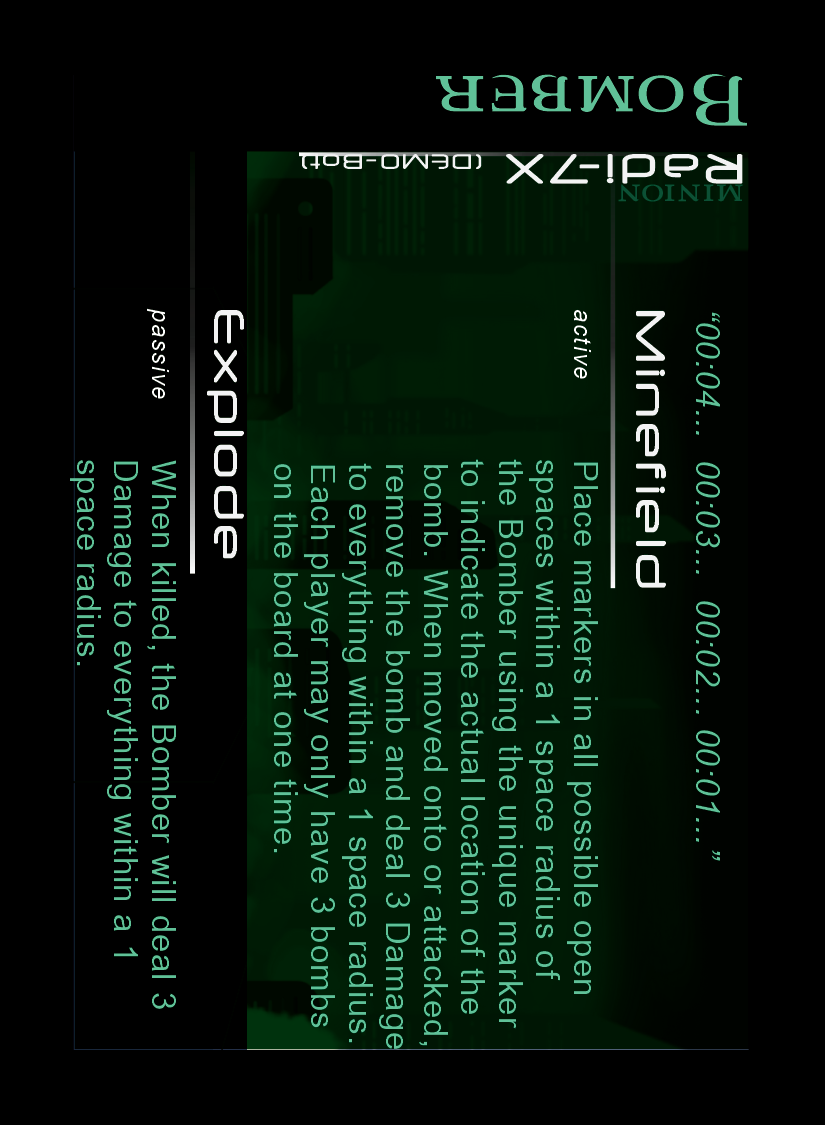 BOMBER
Radi-7X (DEMO-Bot)
MINION
“00:04... 00:03... 00:02... 00:01... ”
Minefield
active
Place markers in all possible open
spaces within a 1 space radius of
the Bomber using the unique marker
to indicate the actual location of the
bomb. When moved onto or attacked,
remove the bomb and deal 3 Damage
to everything within a 1 space radius.
Each player may only have 3 bombs
on the board at one time.
Explode
passive
When killed, the Bomber will deal 3
Damage to everything within a 1
space radius.